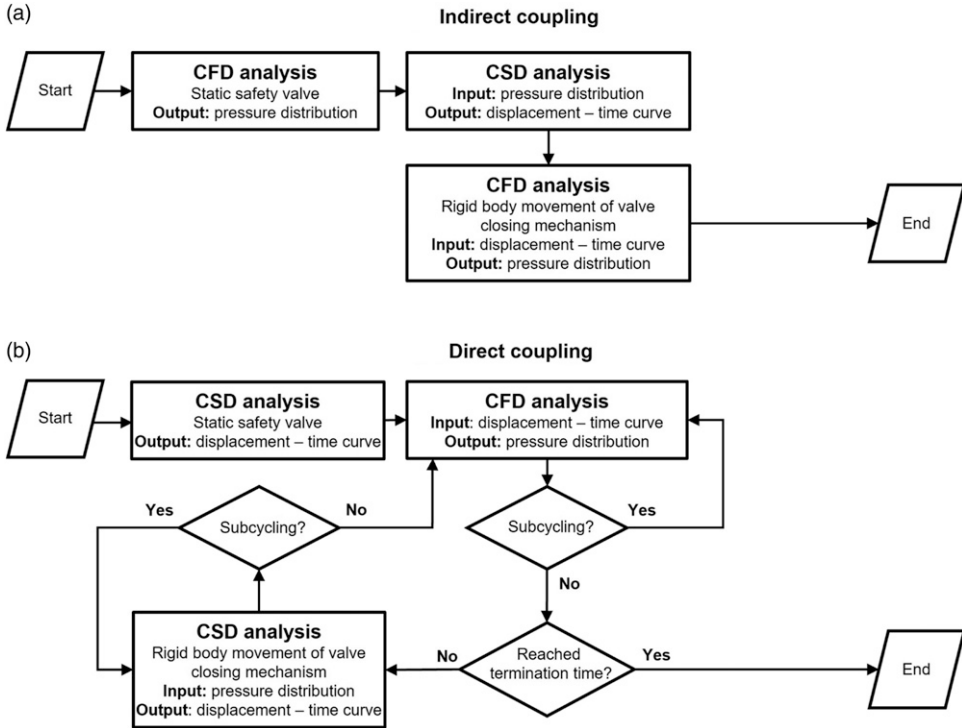 (a)
Indirect coupling
Start
CFD analysis
Static safety valve
Output: pressure distribution
CSD analysis
Input: pressure distribution
Output: displacement – time curve
CFD analysis
Rigid body movement of valve
closing mechanism
Input: displacement – time curve
Output: pressure distribution
End
(b)
Direct coupling
Start
CSD analysis
Static safety valve
Output: displacement – time curve
CFD analysis
Input: displacement – time curve
Output: pressure distribution
Yes
Subcycling?
No
Subcycling?
Yes
No
CSD analysis
Rigid body movement of valve
closing mechanism
Input: pressure distribution
Output: displacement – time curve
No
Reached
termination time?
Yes
End